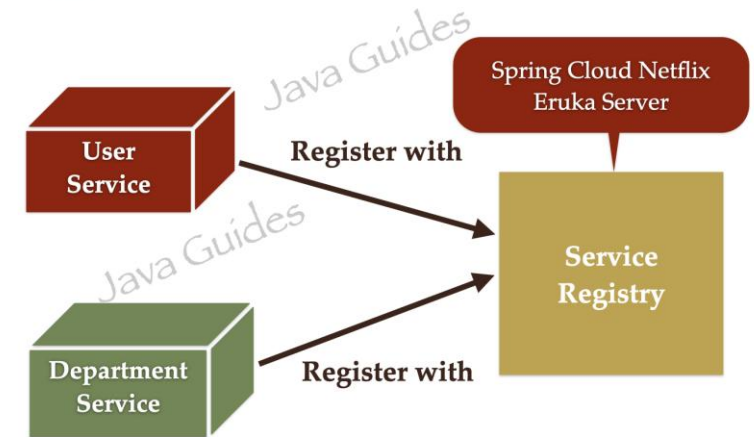 Java Guides
Spring Cloud Netflix
Eruka Server
User
Service
Register with
Service
Registry
Java Guides
Department
Service
Register with